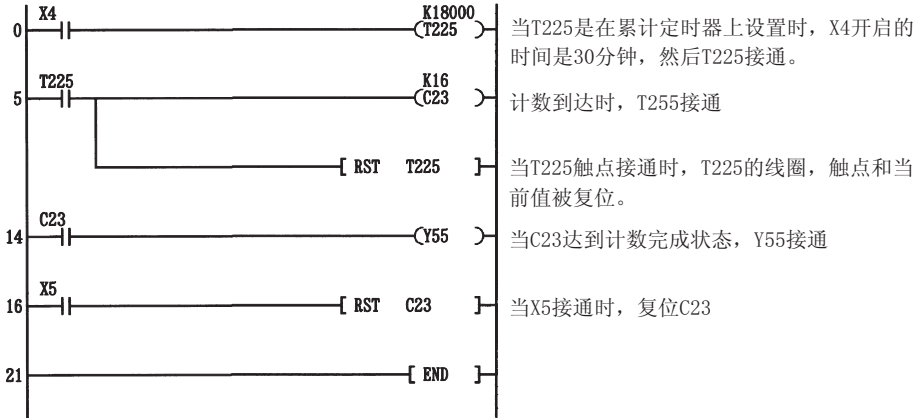 X4 K18000
0 T225 当T225是在累计定时器上设置时，X4开启的
时间是30分钟，然后T225接通。
T225 K16
5 C23 计数到达时，T255接通
RST T225 当T225触点接通时，T225的线圈，触点和当
前值被复位。
C23
14 Y55 当C23达到计数完成状态，Y55接通
X5
16 RST C23 当X5接通时，复位C23
21 END